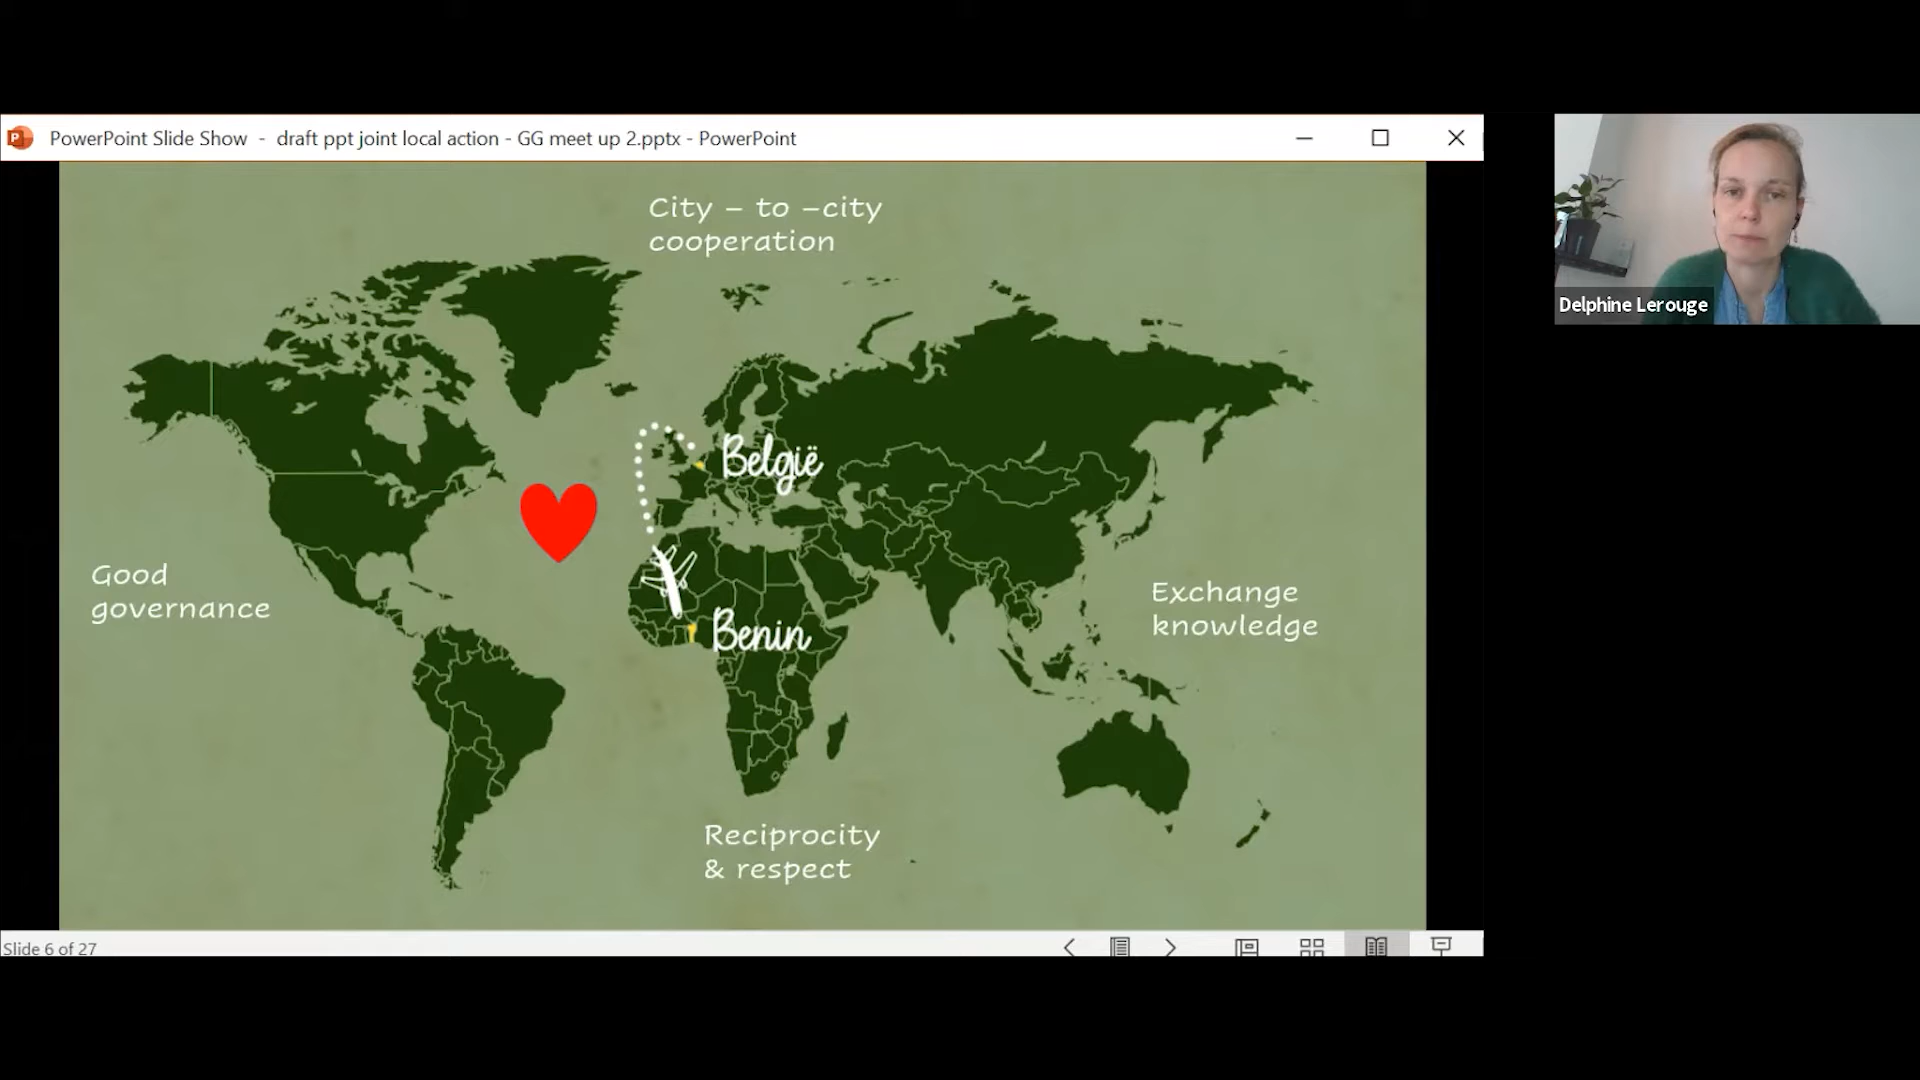 PowerPoint Slide Show - draft ppt joint local action - GG meet up 2.pptx - PowerPoint
City – to –city
cooperation
Delphine Lerouge
België
Good
governance
Exchange
knowledge
Benin
Reciprocity
& respect
Slide 6 of 27